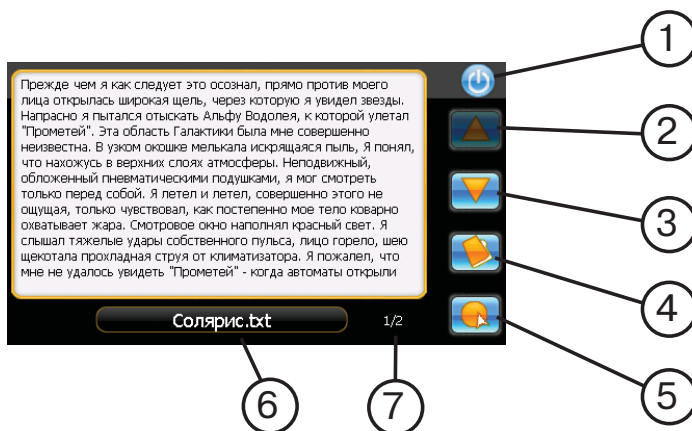 Прежде чем я как следует это осознал, прямо против моего
лица открылась широкая щель, через которую я увидел звезды.
Напрасно я пытался отыскать Альфу Водолея, к которой улетал
"Прометей". Эта область Галактики была мне совершенно
неизвестна. В узком окошке мелькала искрящаяся пыль, Я понял,
что нахожусь в верхних слоях атмосферы. Неподвижный,
обложенный пневматическими подушками, я мог смотреть
только перед собой. Я летел и летел, совершенно этого не
ощущая, только чувствовал, как постепенно мое тело коварно
охватывает жара. Смотровое окно наполнял красный свет. Я
слышал тяжелые удары собственного пульса, лицо горело, шею
щекотала прохладная струя от климатизатора. Я пожалел, что
мне не удалось увидеть "Прометей" - когда автоматы открыли
Солярис.txt
1/2
1
2
3
4
5
6
7